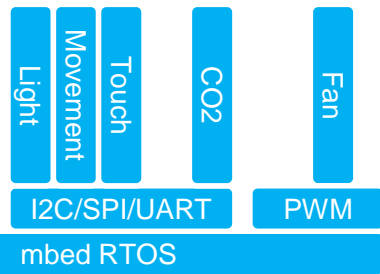 Light
Movement
Touch
CO2
Fan
I2C/SPI/UART
PWM
mbed RTOS